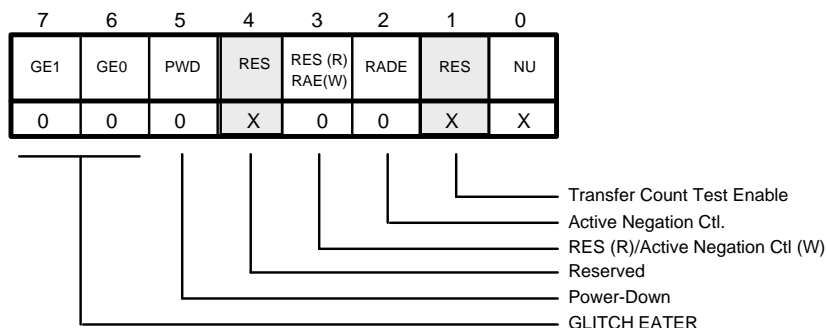 7 6 5 4 3 2 1 0
GE1 GE0 PWD RES RES (R) RADE RES NU
RAE(W)
0 0 0 X 0 0 X X
Transfer Count Test Enable
Active Negation Ctl.
RES (R)/Active Negation Ctl (W)
Reserved
Power-Down
GLITCH EATER